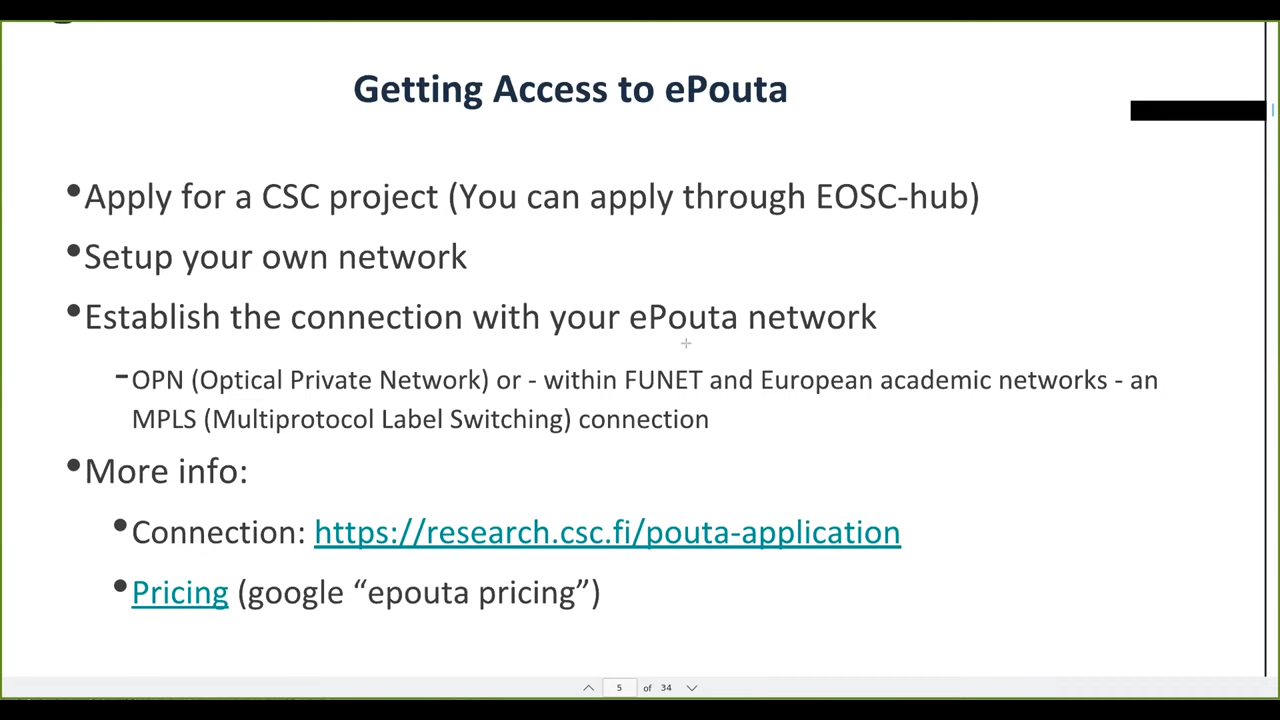 Getting Access to ePouta
•Apply for a CSC project (You can apply through EOSC-hub)
•Setup your own network
•Establish the connection with your ePouta network
-OPN (Optical Private Network) or - within FUNET and European academic networks - an
MPLS (Multiprotocol Label Switching) connection
•More info:
•Connection: https://research.csc.fi/pouta-application
•Pricing (google “epouta pricing”)
5 of 34